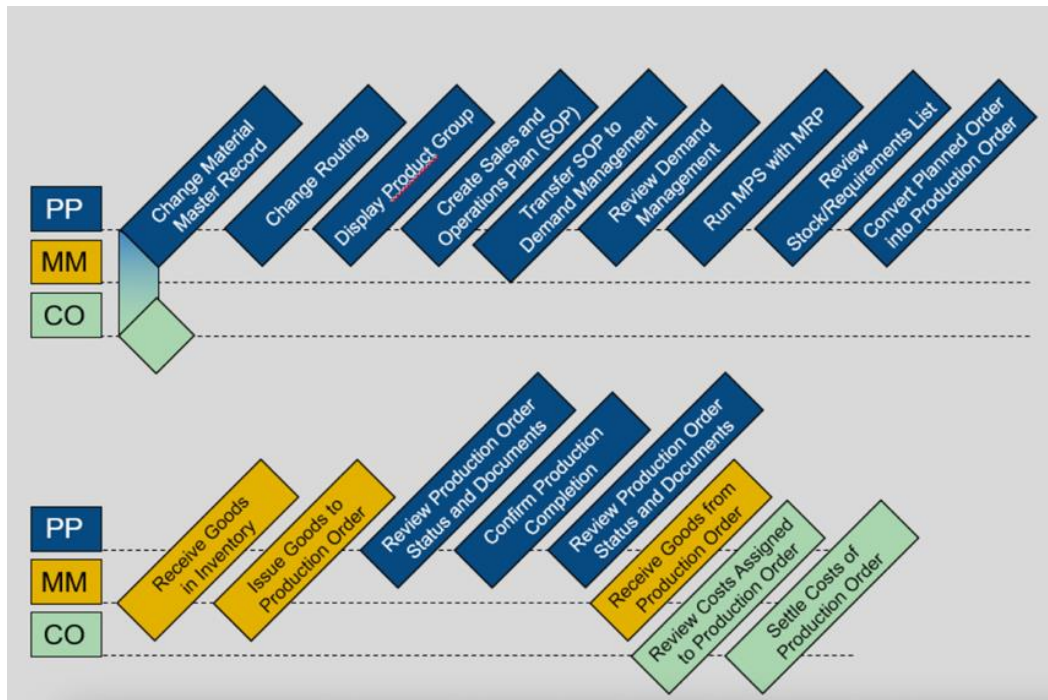 PP
MM
CO
Change Material
Master Record
Change Routing
Display Product Group
Create Sales and
Operations Plan (SOP)
Transfer SOP to
Demand Management
Review Demand
Management
Run MPS with MRP
Review
Stock/Requirements List
Convert Planned Order
into Production Order
PP
MM
CO
Receive Goods
in Inventory
Issue Goods to
Production Order
Review Production Order
Status and Documents
Confirm Production
Completion
Review Production Order
Status and Documents
Receive Goods from
Production Order
Review Costs Assigned
to Production Order
Settle Costs of
Production Order